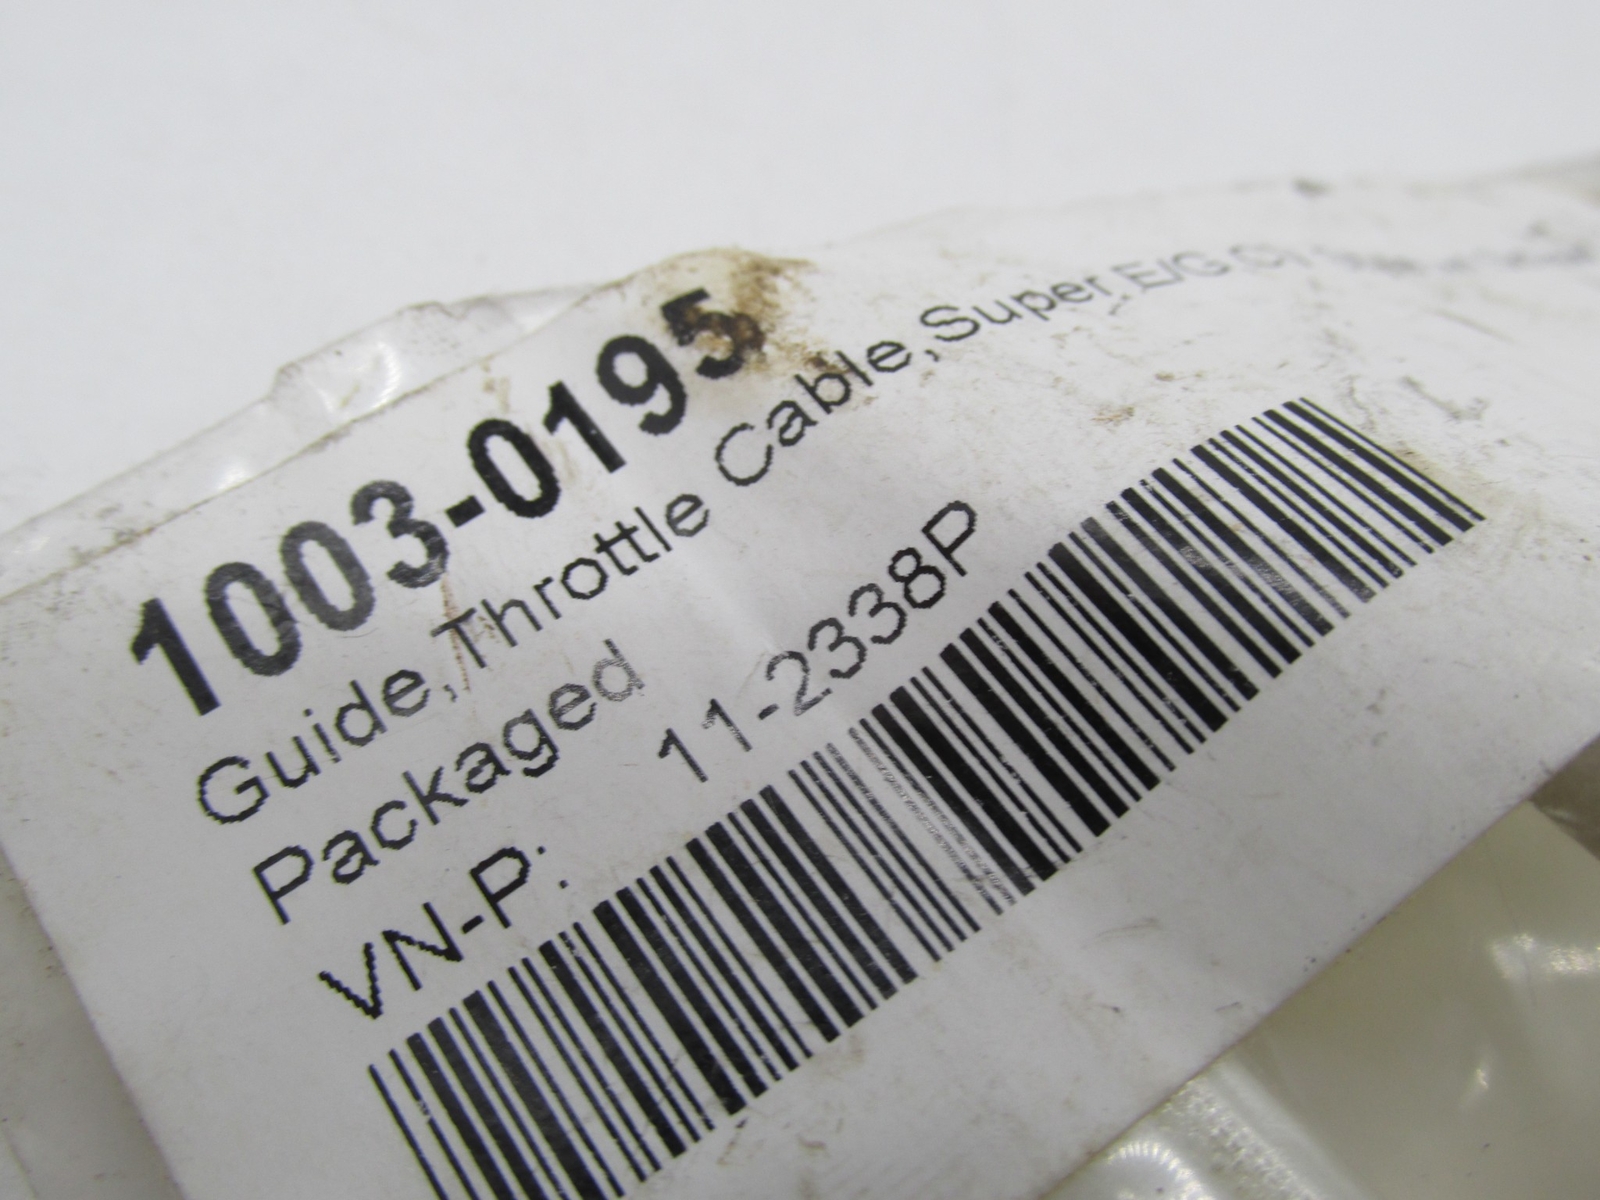 1003-0195
Guide,Throttle Cable,Super E/G
Packaged
VN-P: 11-2338P